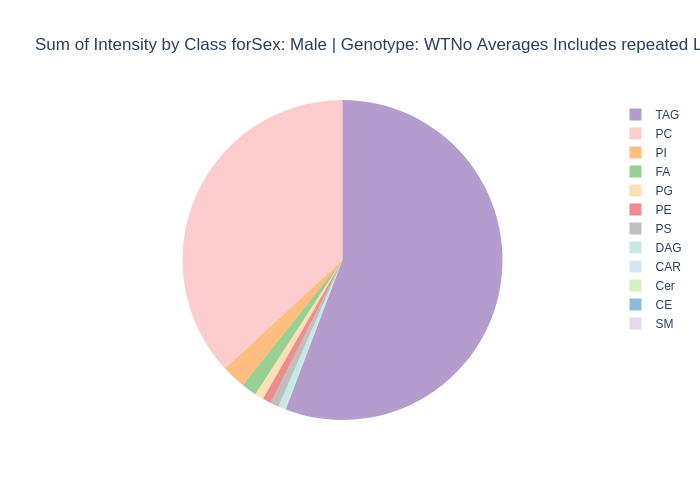 Sum of Intensity by Class forSex: Male | Genotype: WTNo Averages Includes repeated L
TAG
PC
PI
FA
PG
PE
PS
DAG
CAR
Cer
CE
SM